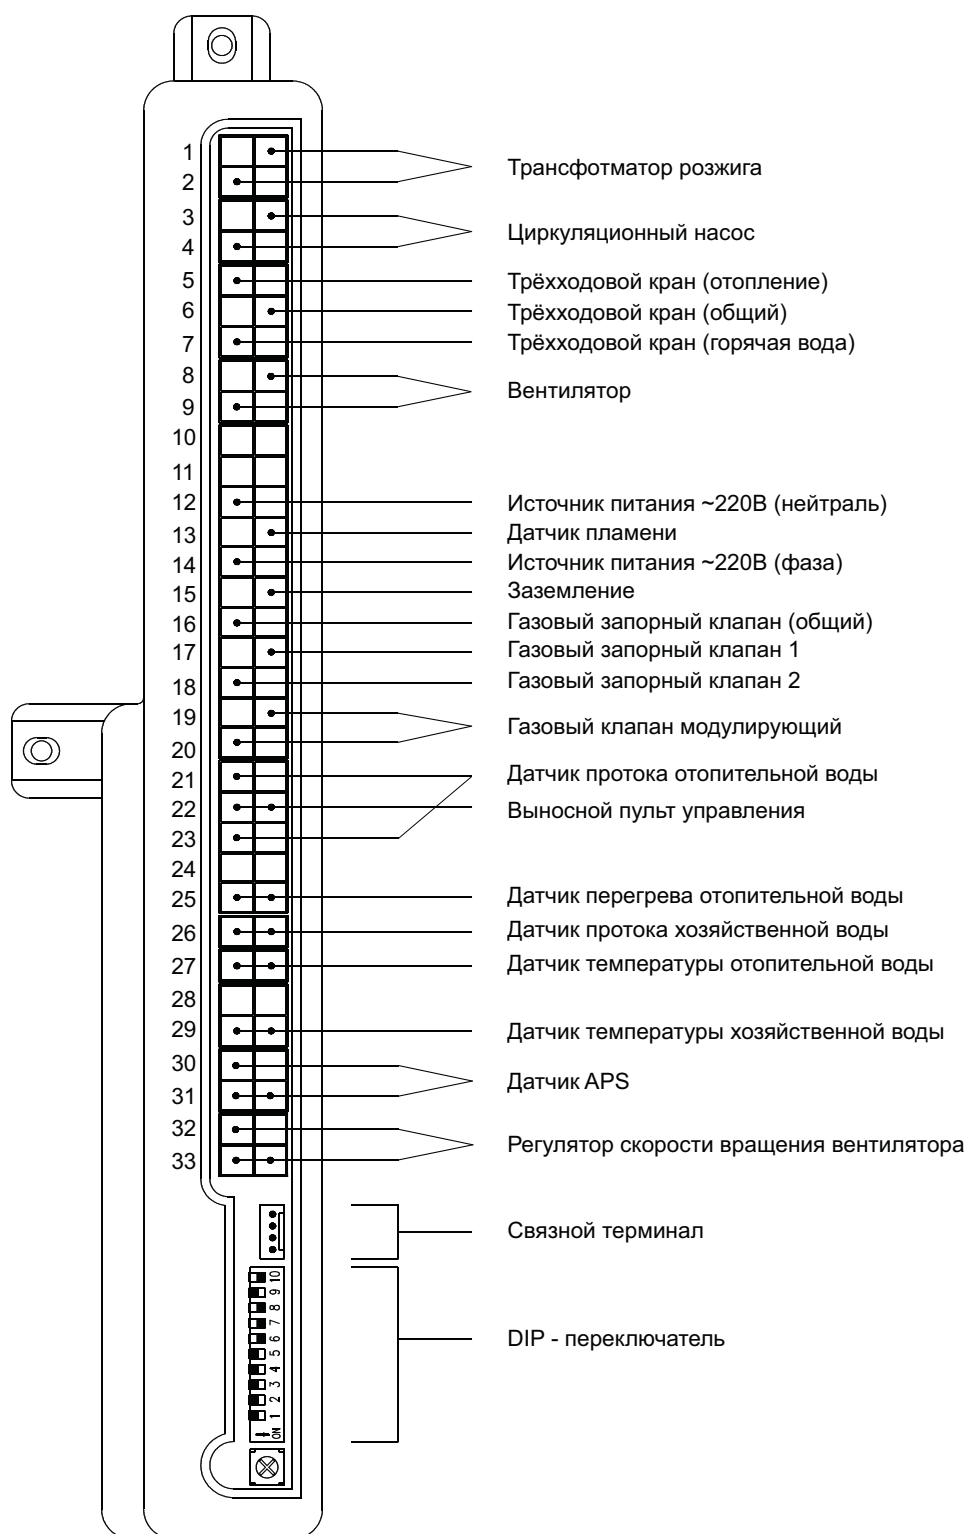 1
2
Трансфотматор розжига
3
4
Циркуляционный насос
5 Трёхходовой кран (отопление)
6 Трёхходовой кран (общий)
7 Трёхходовой кран (горячая вода)
8
9
Вентилятор
10
11
12 Источник питания ~220В (нейтраль)
13 Датчик пламени
14 Источник питания ~220В (фаза)
15 Заземление
16 Газовый запорный клапан (общий)
17 Газовый запорный клапан 1
18 Газовый запорный клапан 2
19
20
Газовый клапан модулирующий
21 Датчик протока отопительной воды
22 Выносной пульт управления
23
24
25 Датчик перегрева отопительной воды
26 Датчик протока хозяйственной воды
27 Датчик температуры отопительной воды
28
29 Датчик температуры хозяйственной воды
30
31
Датчик APS
32
33
Регулятор скорости вращения вентилятора
Связной терминал
10
9
8
7
6
5
4
3
2
1
ON
DIP - переключатель